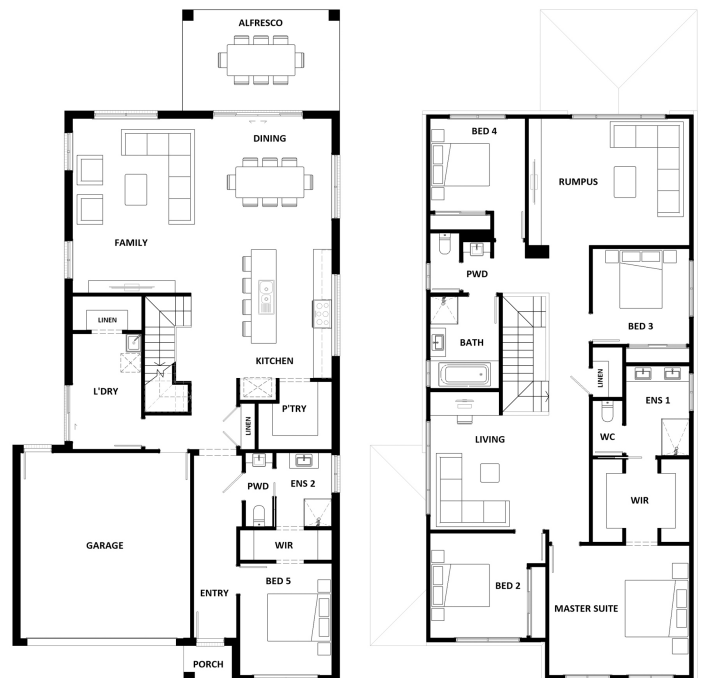 ALFRESCO
DINING
FAMILY
LINEN
KITCHEN
L'DRY
P'TRY
LINEN
PWD
ENS 2
GARAGE
WIR
ENTRY
BED 5
PORCH
BED 4
RUMPUS
PWD
BED 3
BATH
LINEN
ENS 1
LIVING
WC
WIR
BED 2
MASTER SUITE